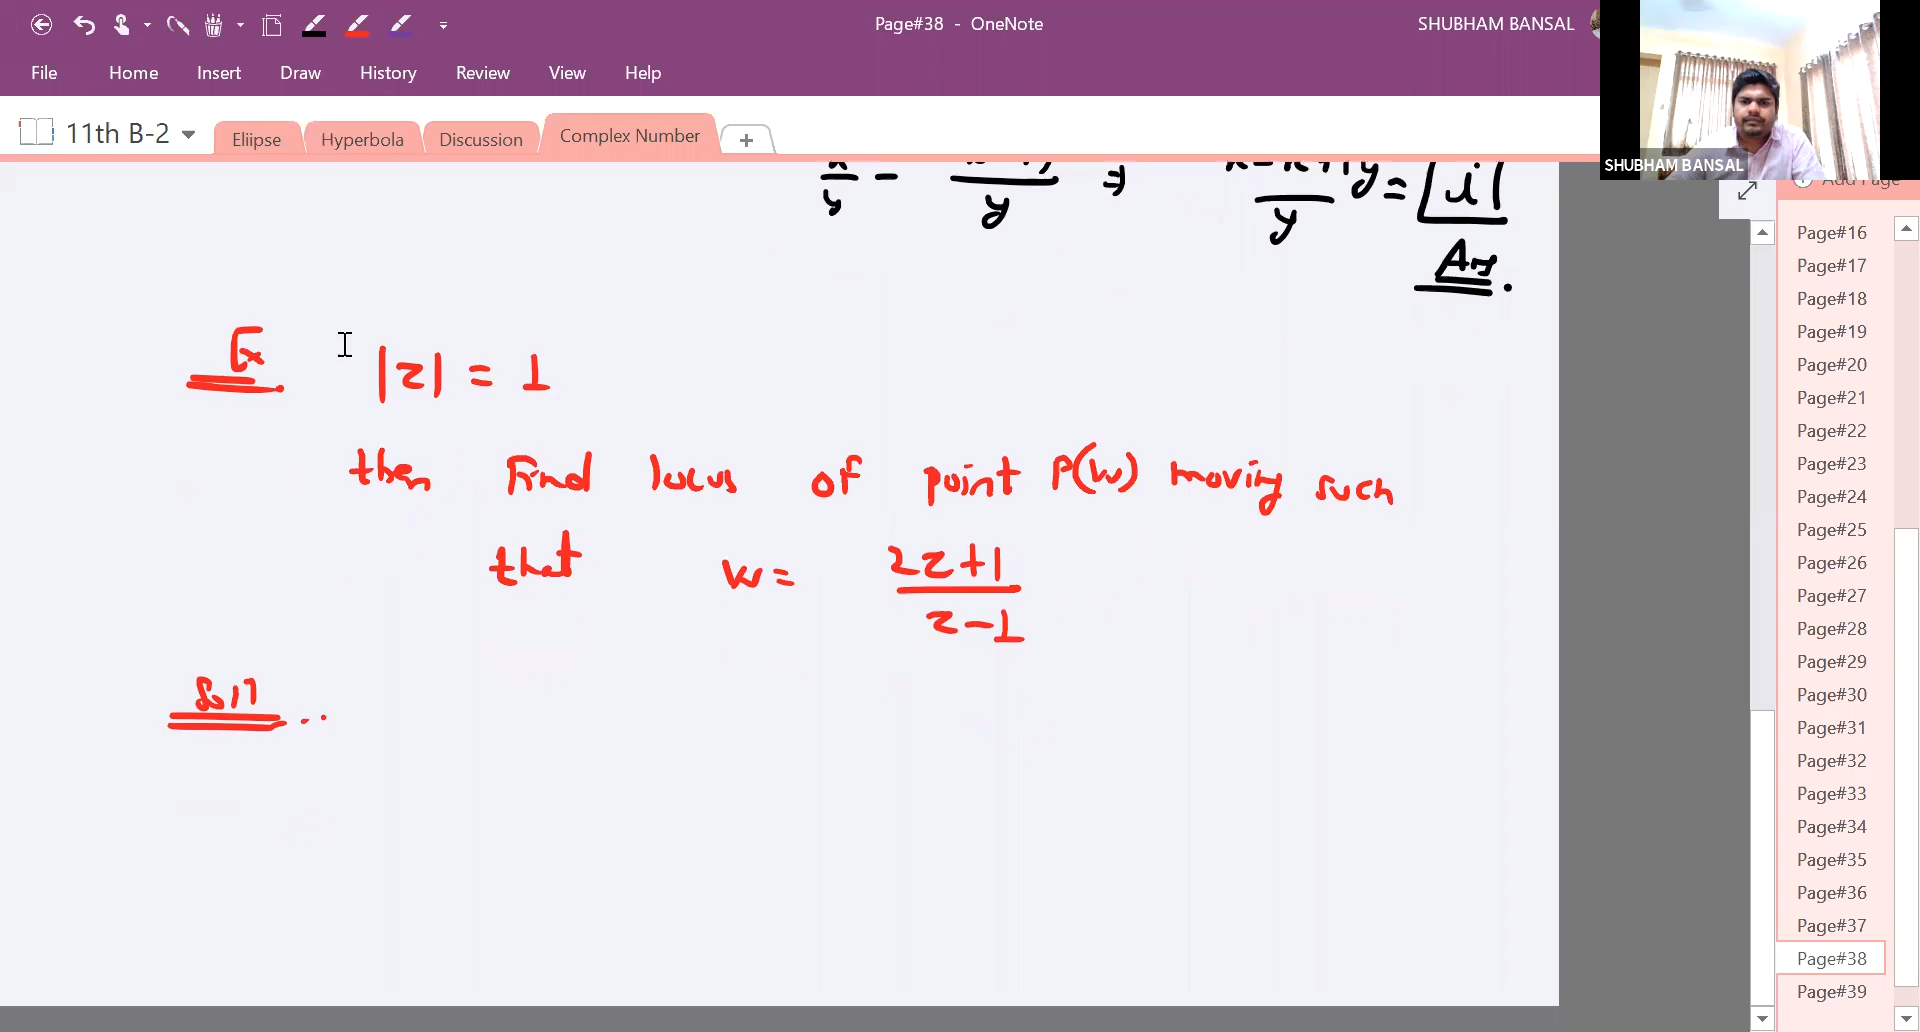 Page#38 - OneNote
SHUBHAM BANSAL
File Home Insert Draw History Review View Help
11th B-2
Eliipse
Hyperbola
Discussion
Complex Number
SHUBHAM BANSAL
Add Page
y
y
⇒
y
= i
Ans.
Ex |z| = 1
then Find locus of point P(w) moving such
that w = 2z+1
z-1
Soln ..
Page#16
Page#17
Page#18
Page#19
Page#20
Page#21
Page#22
Page#23
Page#24
Page#25
Page#26
Page#27
Page#28
Page#29
Page#30
Page#31
Page#32
Page#33
Page#34
Page#35
Page#36
Page#37
Page#38
Page#39